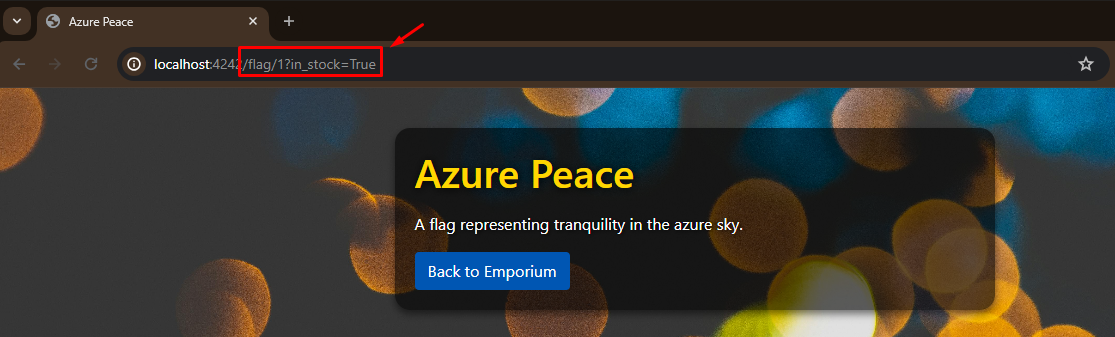 Azure Peace
localhost:4242/flag/1?in_stock=True
Azure Peace
A flag representing tranquility in the azure sky.
Back to Emporium